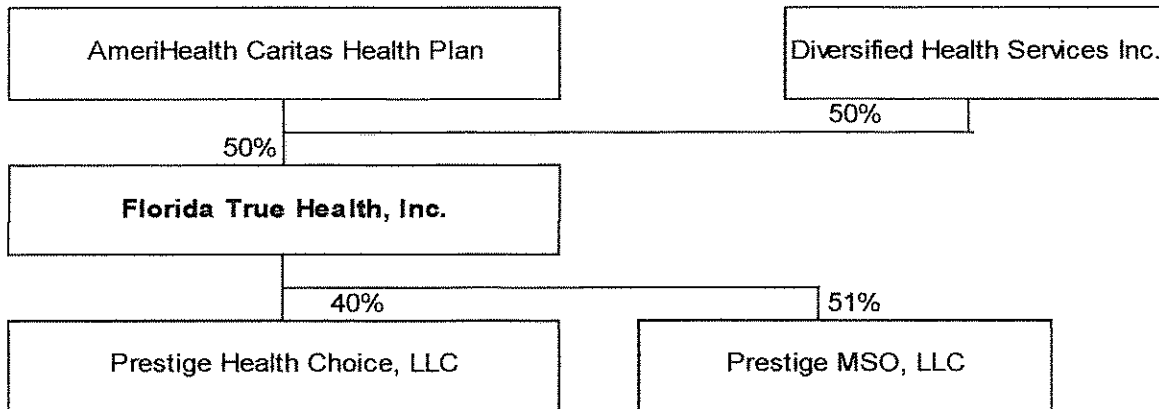 AmeriHealth Caritas Health Plan
Diversified Health Services Inc.
50%
50%
Florida True Health, Inc.
40%
51%
Prestige Health Choice, LLC
Prestige MSO, LLC